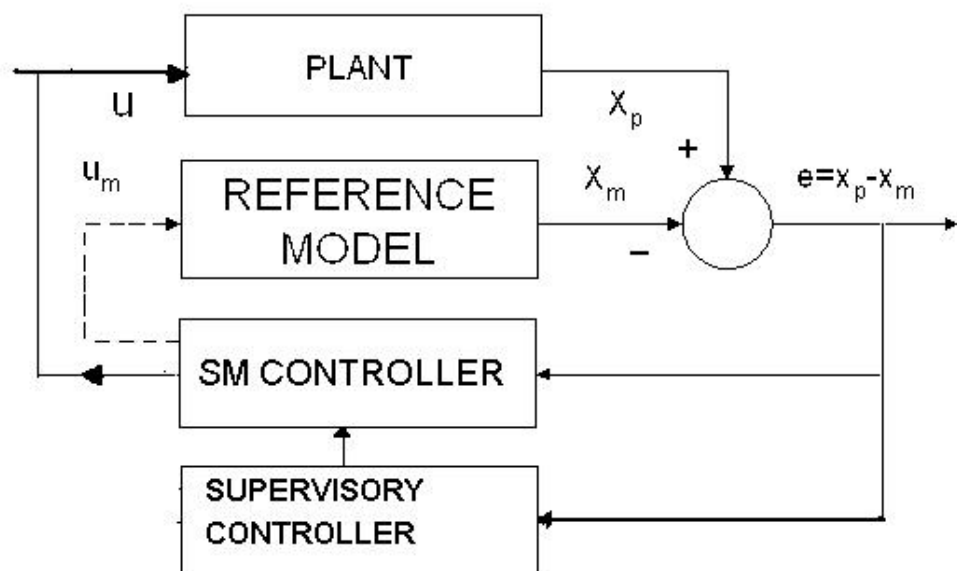 PLANT
u
X_p
+
u_m
REFERENCE
MODEL
X_m
−
e=x_p-x_m
SM CONTROLLER
SUPERVISORY
CONTROLLER